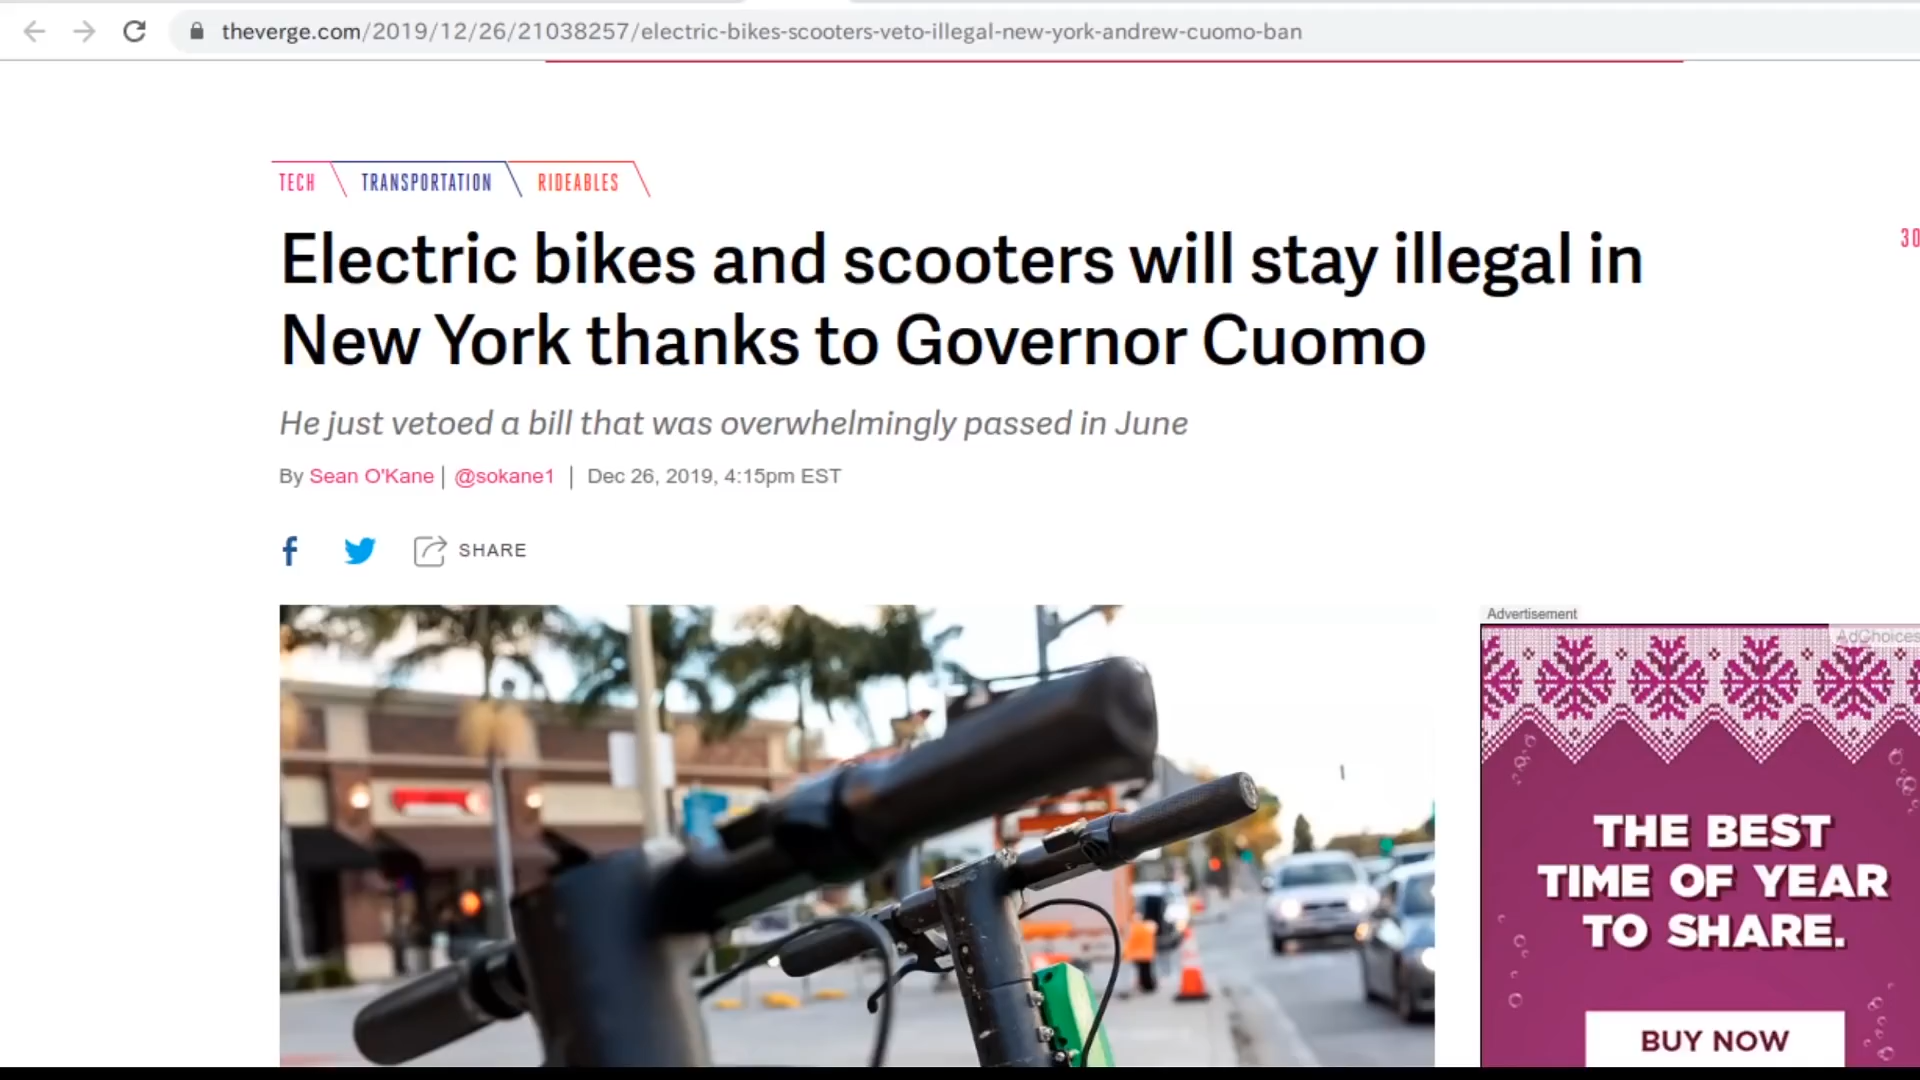 theverge.com/2019/12/26/21038257/electric-bikes-scooters-veto-illegal-new-york-andrew-cuomo-ban
TECH TRANSPORTATION RIDEABLES
Electric bikes and scooters will stay illegal in
New York thanks to Governor Cuomo
30
He just vetoed a bill that was overwhelmingly passed in June
By Sean O'Kane | @sokane1 | Dec 26, 2019, 4:15pm EST
f SHARE
Advertisement
AdChoices
THE BEST
TIME OF YEAR
TO SHARE.
BUY NOW